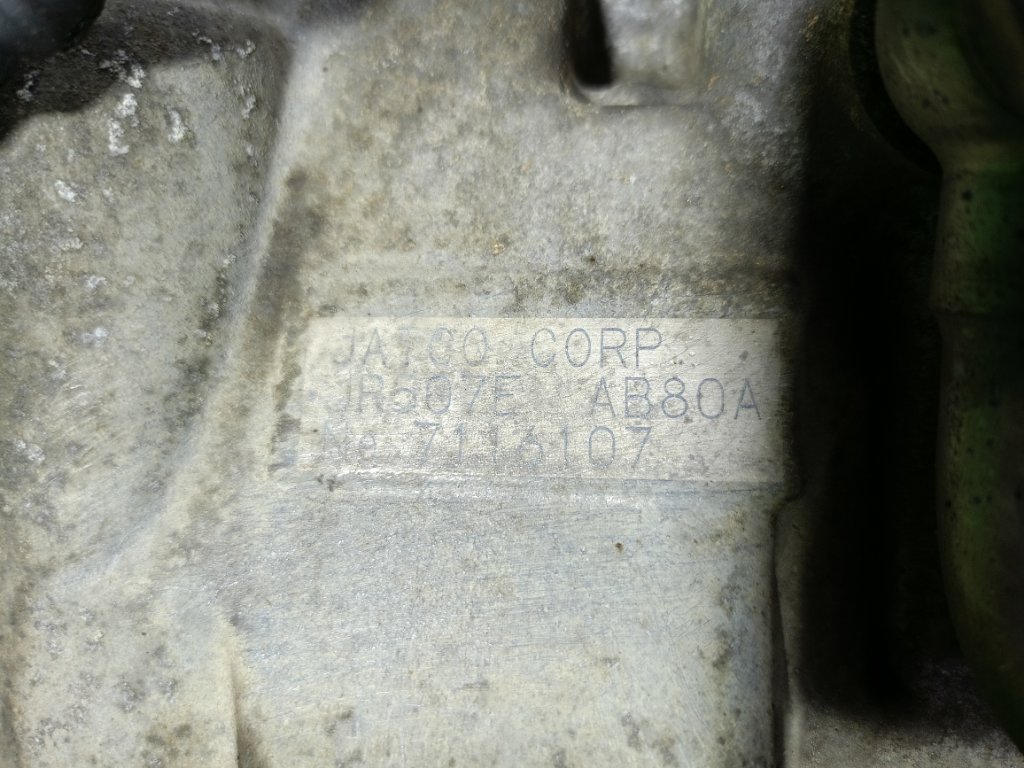 JATCO CORP
JR507E AB80A
No 7116107